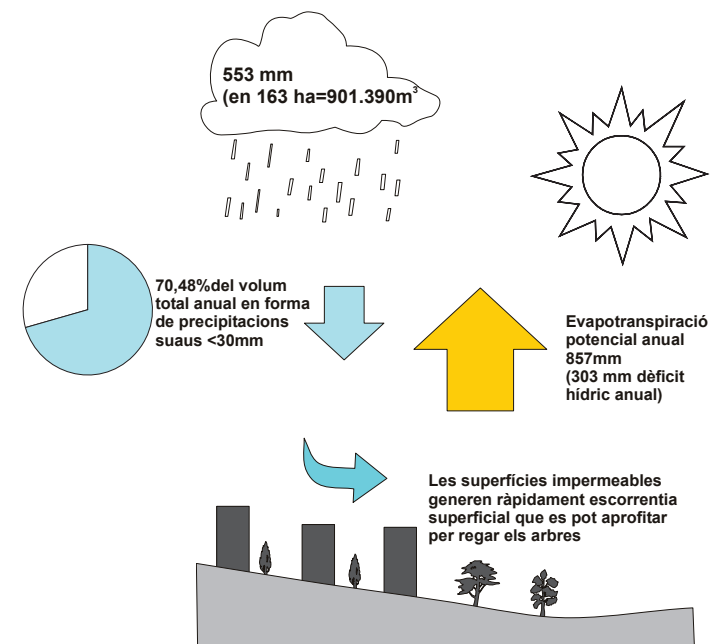 553 mm
(en 163 ha=901.390m³
70,48%del volum
total anual en forma
de precipitacions
suaus <30mm
Evapotranspiració
potencial anual
857mm
(303 mm dèficit
hídric anual)
Les superfícies impermeables
generen ràpidament escorrentia
superficial que es pot aprofitar
per regar els arbres